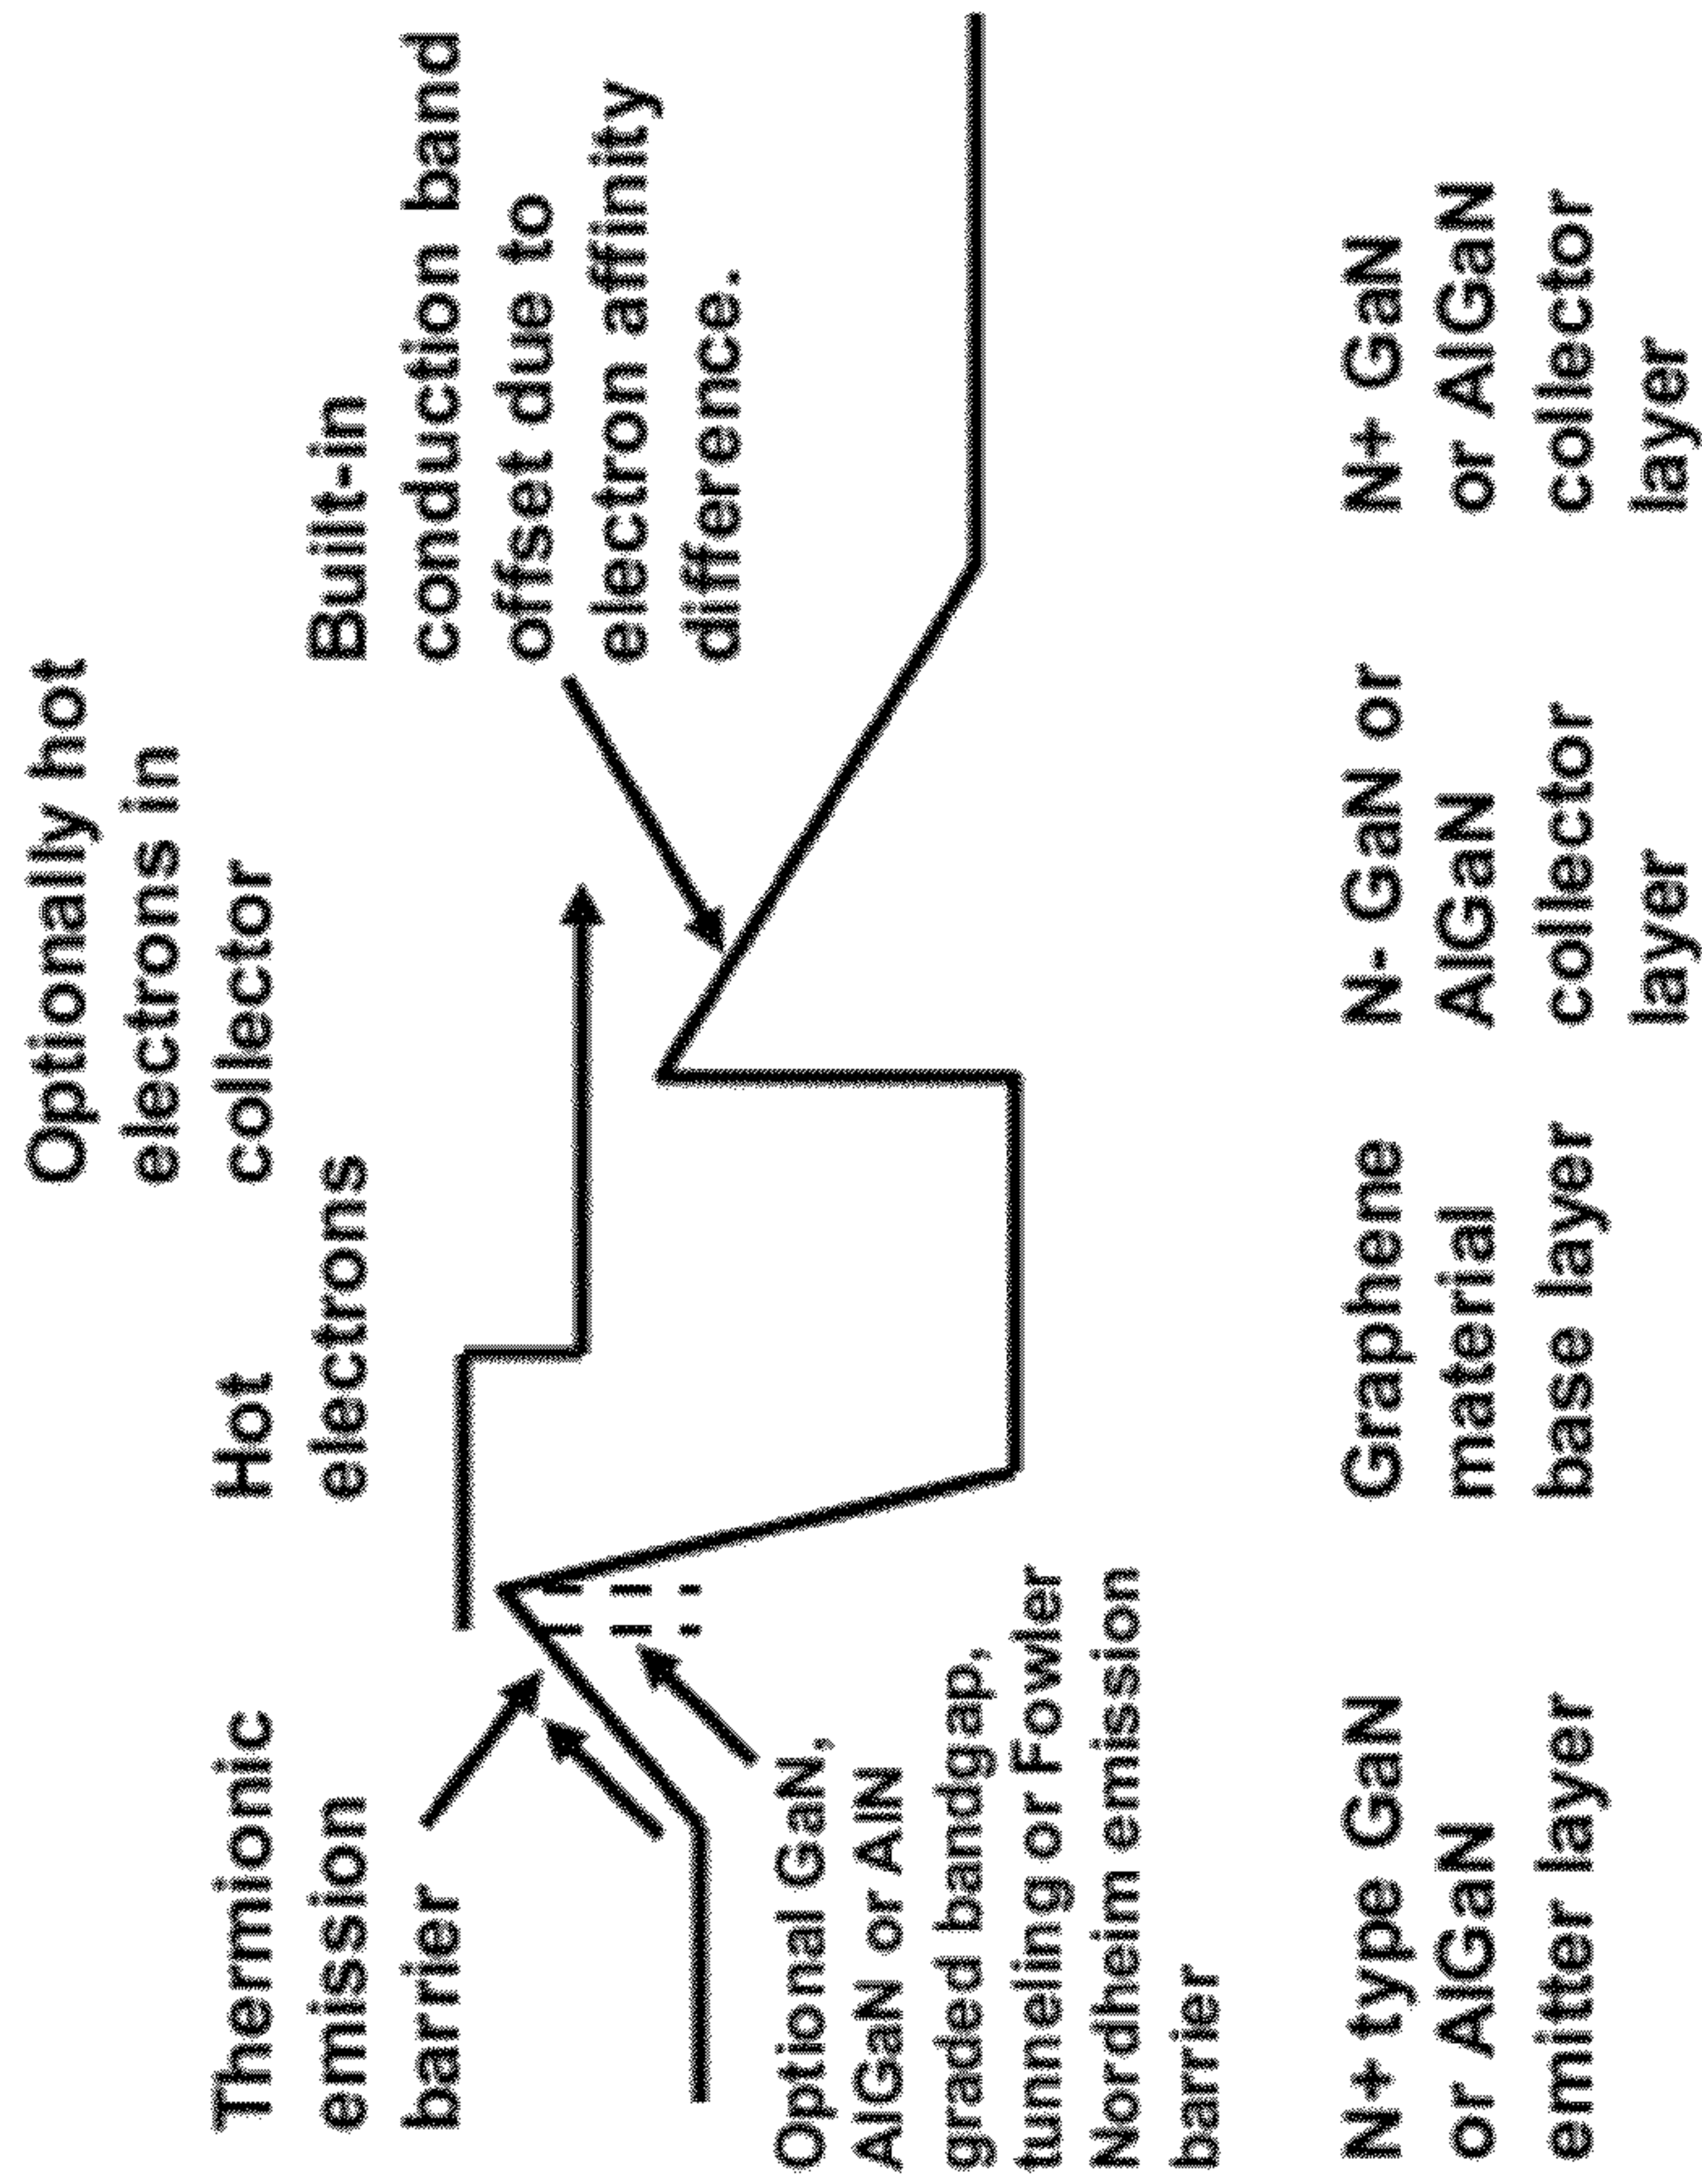 Optionally hot
electrons in
collector
Thermionic
emission
barrier
Hot
electrons
Built-in
conduction band
offset due to
electron affinity
difference.
Optional GaN,
AlGaN or AlN
graded bandgap,
tunneling or Fowler
Nordheim emission
barrier
N+ type GaN
or AlGaN
emitter layer
Graphene
material
base layer
N- GaN or
AlGaN
collector
layer
N+ GaN
or AlGaN
collector
layer